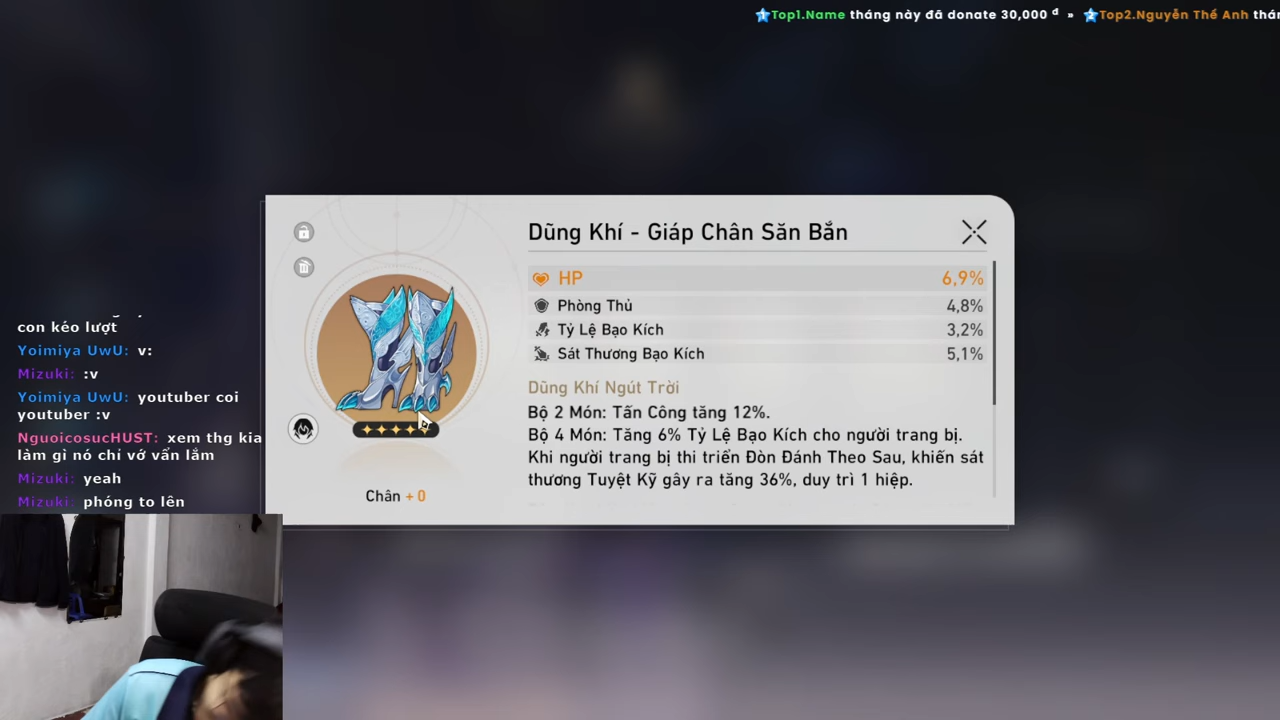 Top1.Name tháng này đã donate 30,000 đ » Top2.Nguyễn Thế Anh thán
Dũng Khí - Giáp Chân Săn Bắn
HP 6,9%
Phòng Thủ 4,8%
Tỷ Lệ Bạo Kích 3,2%
Sát Thương Bạo Kích 5,1%
Dũng Khí Ngút Trời
Bộ 2 Món: Tấn Công tăng 12%.
Bộ 4 Món: Tăng 6% Tỷ Lệ Bạo Kích cho người trang bị.
Khi người trang bị thi triển Đòn Đánh Theo Sau, khiến sát
thương Tuyệt Kỹ gây ra tăng 36%, duy trì 1 hiệp.
Chân + 0
con kéo lượt
Yoimiya UwU: v:
Mizuki: :v
Yoimiya UwU: youtuber coi
youtuber :v
NguoicosucHUST: xem thg kia
làm gì nó chỉ vớ vẩn lắm
Mizuki: yeah
Mizuki: phóng to lên